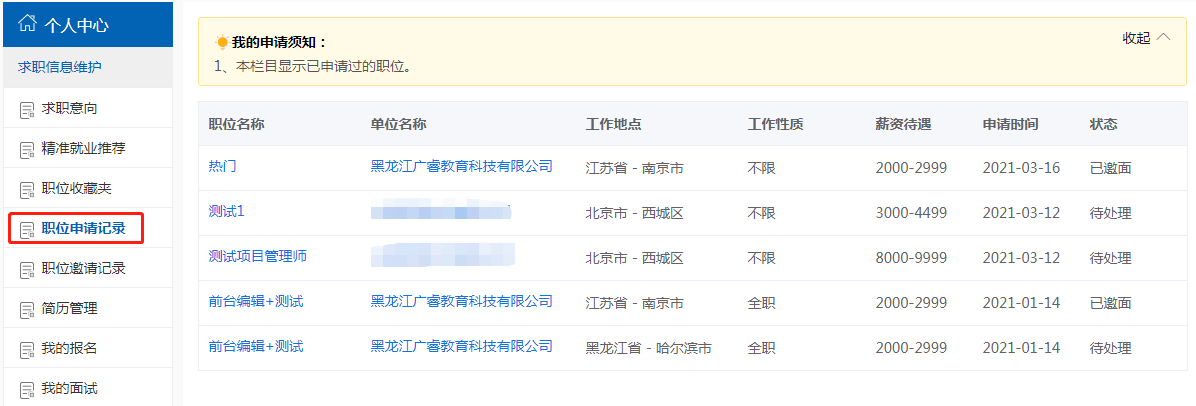 个人中心
求职信息维护
求职意向
精准就业推荐
职位收藏夹
职位申请记录
职位邀请记录
简历管理
我的报名
我的面试
我的申请须知：
收起
1、本栏目显示已申请过的职位。
职位名称 单位名称 工作地点 工作性质 薪资待遇 申请时间 状态
热门 黑龙江广睿教育科技有限公司 江苏省 - 南京市 不限 2000-2999 2021-03-16 已邀面
测试1 北京市 - 西城区 不限 3000-4499 2021-03-12 待处理
测试项目管理师 北京市 - 西城区 不限 8000-9999 2021-03-12 待处理
前台编辑+测试 黑龙江广睿教育科技有限公司 江苏省 - 南京市 全职 2000-2999 2021-01-14 已邀面
前台编辑+测试 黑龙江广睿教育科技有限公司 黑龙江省 - 哈尔滨市 全职 2000-2999 2021-01-14 待处理